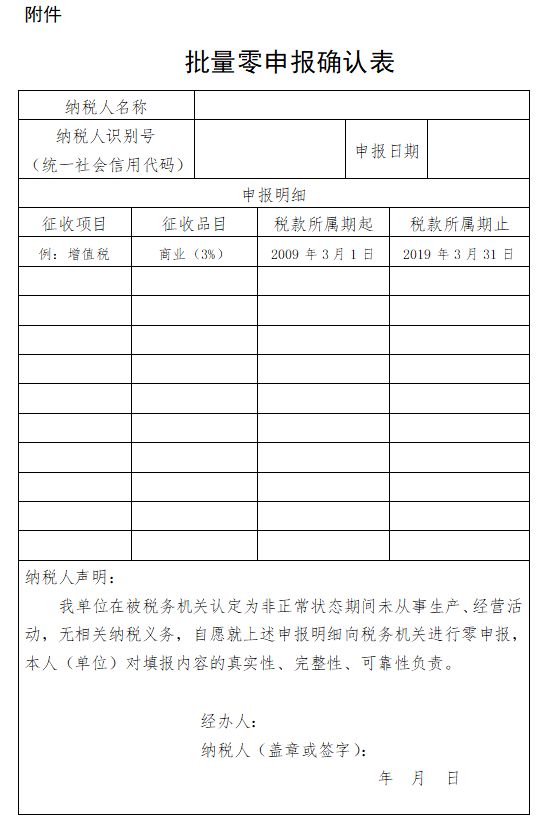 附件
批量零申报确认表
纳税人名称
纳税人识别号
（统一社会信用代码）
申报日期
申报明细
征收项目 征收品目 税款所属期起 税款所属期止
例：增值税 商业（3%） 2009 年 3 月 1 日 2019 年 3 月 31 日
纳税人声明：
我单位在被税务机关认定为非正常状态期间未从事生产、经营活
动，无相关纳税义务，自愿就上述申报明细向税务机关进行零申报，
本人（单位）对填报内容的真实性、完整性、可靠性负责。
经办人：
纳税人（盖章或签字）：
年 月 日